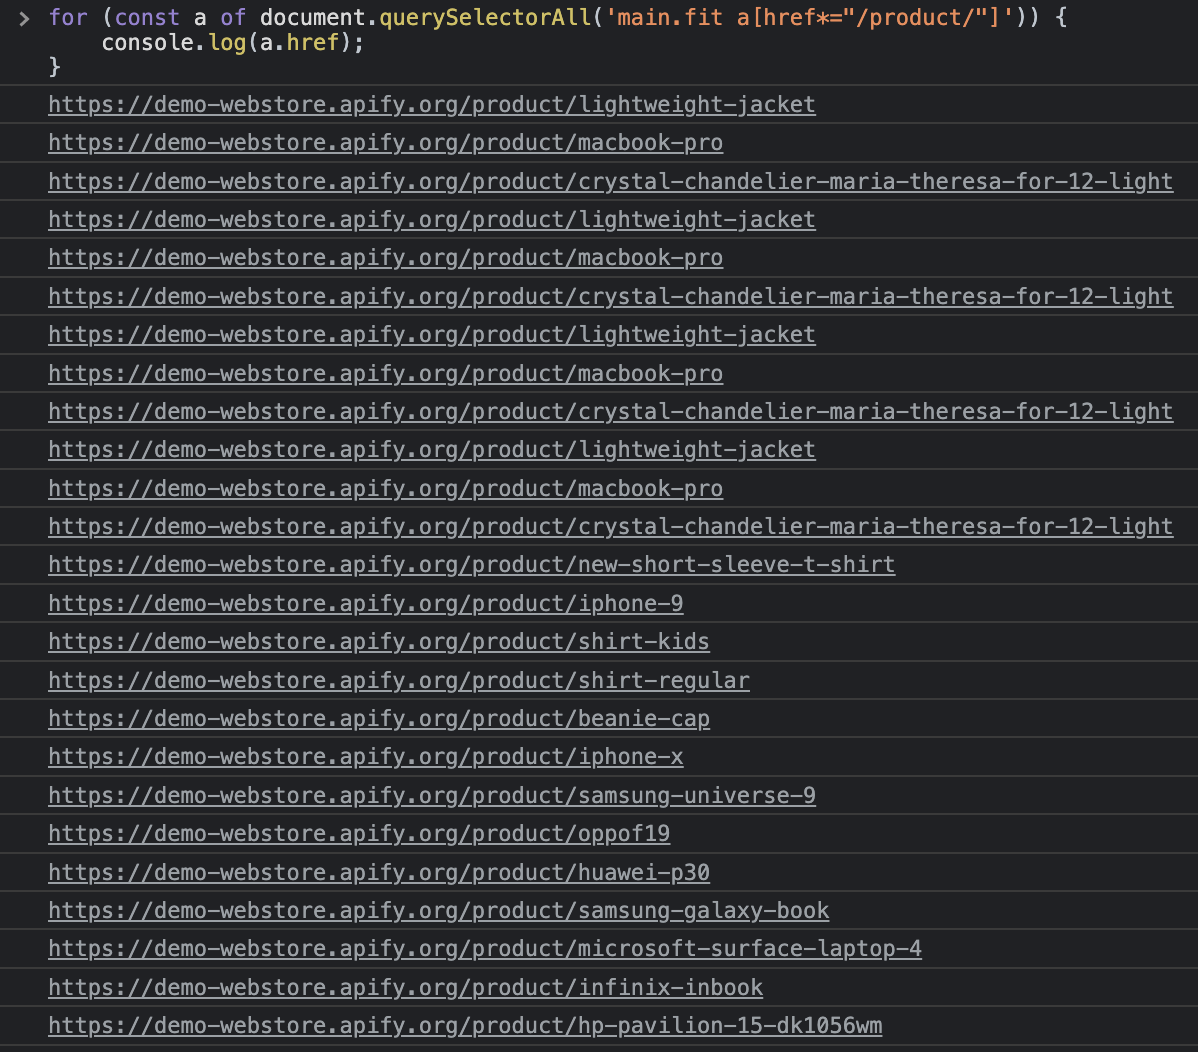 > for (const a of document.querySelectorAll('main.fit a[href*="/product/"]')) {
    console.log(a.href);
}
https://demo-webstore.apify.org/product/lightweight-jacket
https://demo-webstore.apify.org/product/macbook-pro
https://demo-webstore.apify.org/product/crystal-chandelier-maria-theresa-for-12-light
https://demo-webstore.apify.org/product/lightweight-jacket
https://demo-webstore.apify.org/product/macbook-pro
https://demo-webstore.apify.org/product/crystal-chandelier-maria-theresa-for-12-light
https://demo-webstore.apify.org/product/lightweight-jacket
https://demo-webstore.apify.org/product/macbook-pro
https://demo-webstore.apify.org/product/crystal-chandelier-maria-theresa-for-12-light
https://demo-webstore.apify.org/product/lightweight-jacket
https://demo-webstore.apify.org/product/macbook-pro
https://demo-webstore.apify.org/product/crystal-chandelier-maria-theresa-for-12-light
https://demo-webstore.apify.org/product/new-short-sleeve-t-shirt
https://demo-webstore.apify.org/product/iphone-9
https://demo-webstore.apify.org/product/shirt-kids
https://demo-webstore.apify.org/product/shirt-regular
https://demo-webstore.apify.org/product/beanie-cap
https://demo-webstore.apify.org/product/iphone-x
https://demo-webstore.apify.org/product/samsung-universe-9
https://demo-webstore.apify.org/product/oppof19
https://demo-webstore.apify.org/product/huawei-p30
https://demo-webstore.apify.org/product/samsung-galaxy-book
https://demo-webstore.apify.org/product/microsoft-surface-laptop-4
https://demo-webstore.apify.org/product/infinix-inbook
https://demo-webstore.apify.org/product/hp-pavilion-15-dk1056wm